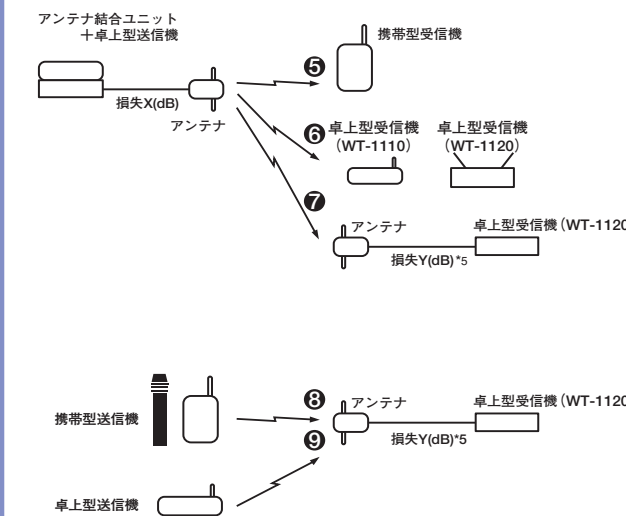 アンテナ結合ユニット
＋卓上型送信機
損失X(dB)
アンテナ
❺
携帯型受信機
❻
卓上型受信機
（WT-1110）
卓上型受信機
（WT-1120）
❼
アンテナ
卓上型受信機（WT-1120
損失Y(dB)*5
携帯型送信機
❽
アンテナ
卓上型受信機（WT-1120
❾
損失Y(dB)*5
卓上型送信機